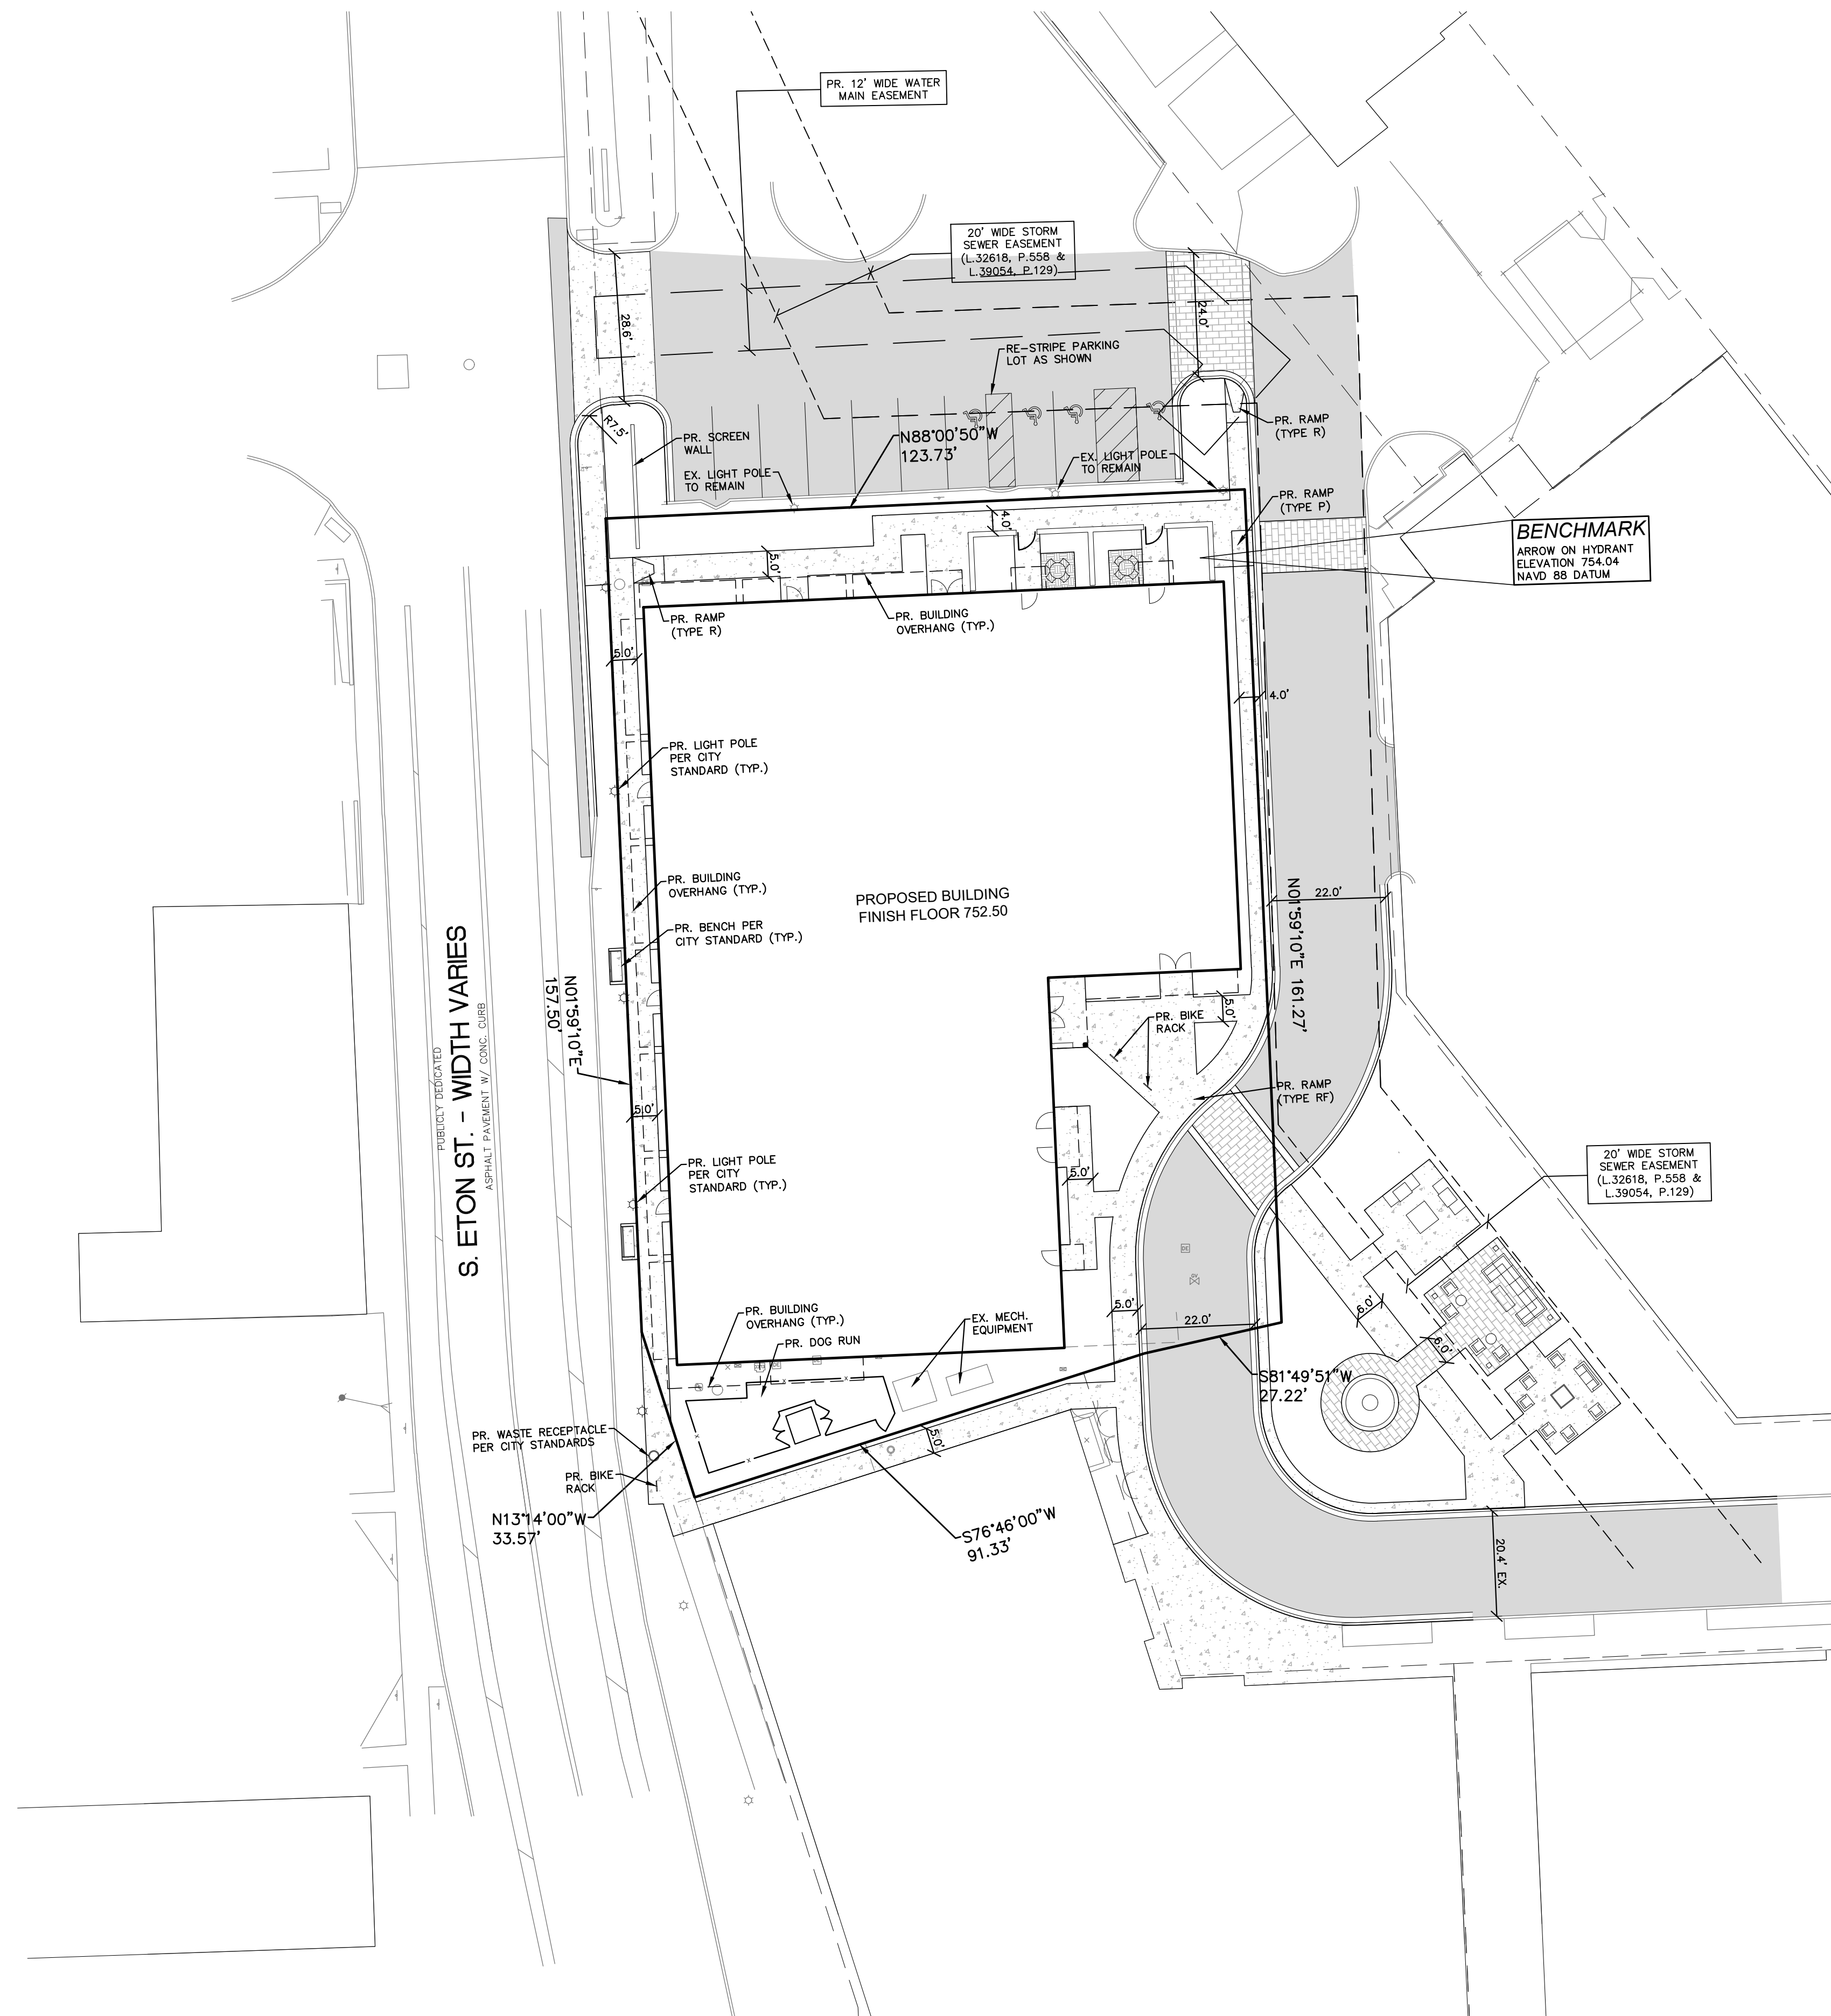 PR. 12' WIDE WATER
MAIN EASEMENT
20' WIDE STORM
SEWER EASEMENT
(L.32618, P.558 &
L.39054, P.129)
28.6'
24.0'
RE-STRIPE PARKING
LOT AS SHOWN
R7.5'
PR. SCREEN
WALL
N88°00'50"W
123.73'
PR. RAMP
(TYPE R)
EX. LIGHT POLE
TO REMAIN
EX. LIGHT POLE
TO REMAIN
PR. RAMP
(TYPE P)
4.0'
BENCHMARK
ARROW ON HYDRANT
ELEVATION 754.04
NAVD 88 DATUM
5.0'
PR. RAMP
(TYPE R)
PR. BUILDING
OVERHANG (TYP.)
5.0'
4.0'
PR. LIGHT POLE
PER CITY
STANDARD (TYP.)
PR. BUILDING
OVERHANG (TYP.)
PROPOSED BUILDING
FINISH FLOOR 752.50
22.0'
N01°59'10"E 161.27'
PR. BENCH PER
CITY STANDARD (TYP.)
N01°59'10"E
157.50'
PUBLICLY DEDICATED
S. ETON ST. - WIDTH VARIES
ASPHALT PAVEMENT W/ CONC. CURB
5.0'
PR. BIKE
RACK
PR. RAMP
(TYPE RF)
5.0'
PR. LIGHT POLE
PER CITY
STANDARD (TYP.)
5.0'
20' WIDE STORM
SEWER EASEMENT
(L.32618, P.558 &
L.39054, P.129)
PR. BUILDING
OVERHANG (TYP.)
EX. MECH.
EQUIPMENT
5.0'
22.0'
6.0'
6.0'
PR. DOG RUN
S81°49'51"W
27.22'
PR. WASTE RECEPTACLE
PER CITY STANDARDS
5.0'
PR. BIKE
RACK
N13°14'00"W
33.57'
S76°46'00"W
91.33'
20.4' EX.